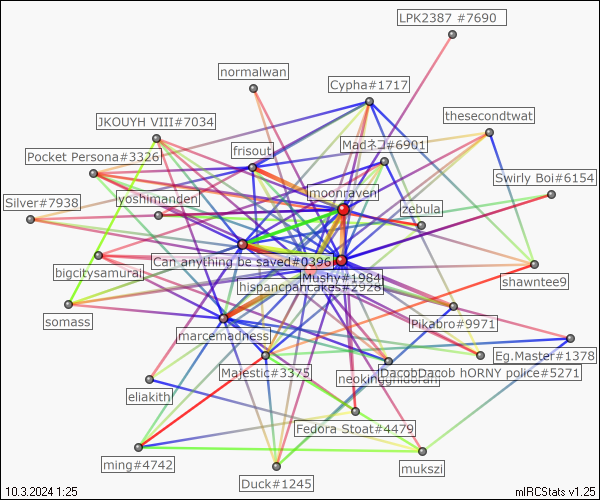 LPK2387 #7690
normalwan
Cypha#1717
thesecondtwat
JKOUYH VIII#7034
frisout
Madネコ#6901
Pocket Persona#3326
Swirly Boi#6154
Silver#7938
yoshimanden
moonraven
zebula
Can anything be saved#0396
bigcitysamurai
Mushy#1984
hispancpancakes#2928
shawntee9
somass
marcemadness
Pikabro#9971
Eg.Master#1378
Majestic#3375
neokingghidorah
DacobDacob hORNY police#5271
eliakith
Fedora Stoat#4479
ming#4742
mukszi
Duck#1245
10.3.2024 1:25
mIRCStats v1.25